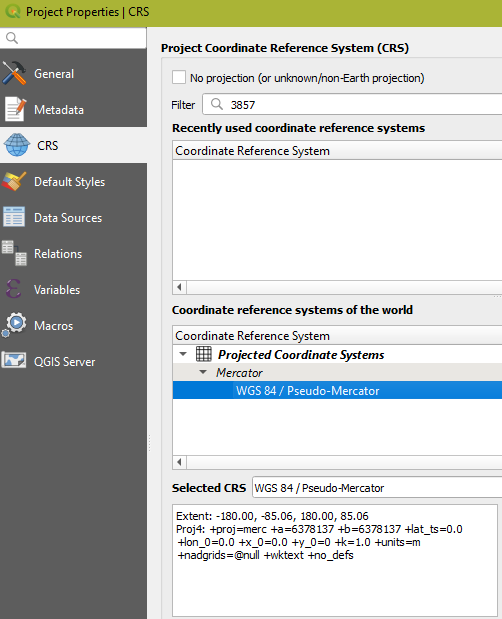 Project Properties | CRS
General
Metadata
CRS
Default Styles
Data Sources
Relations
Variables
Macros
QGIS Server
Project Coordinate Reference System (CRS)
No projection (or unknown/non-Earth projection)
Filter 3857
Recently used coordinate reference systems
Coordinate Reference System
Coordinate reference systems of the world
Coordinate Reference System
Projected Coordinate Systems
Mercator
WGS 84 / Pseudo-Mercator
Selected CRS WGS 84 / Pseudo-Mercator
Extent: -180.00, -85.06, 180.00, 85.06
Proj4: +proj=merc +a=6378137 +b=6378137 +lat_ts=0.0
+lon_0=0.0 +x_0=0.0 +y_0=0 +k=1.0 +units=m
+nadgrids=@null +wktext +no_defs